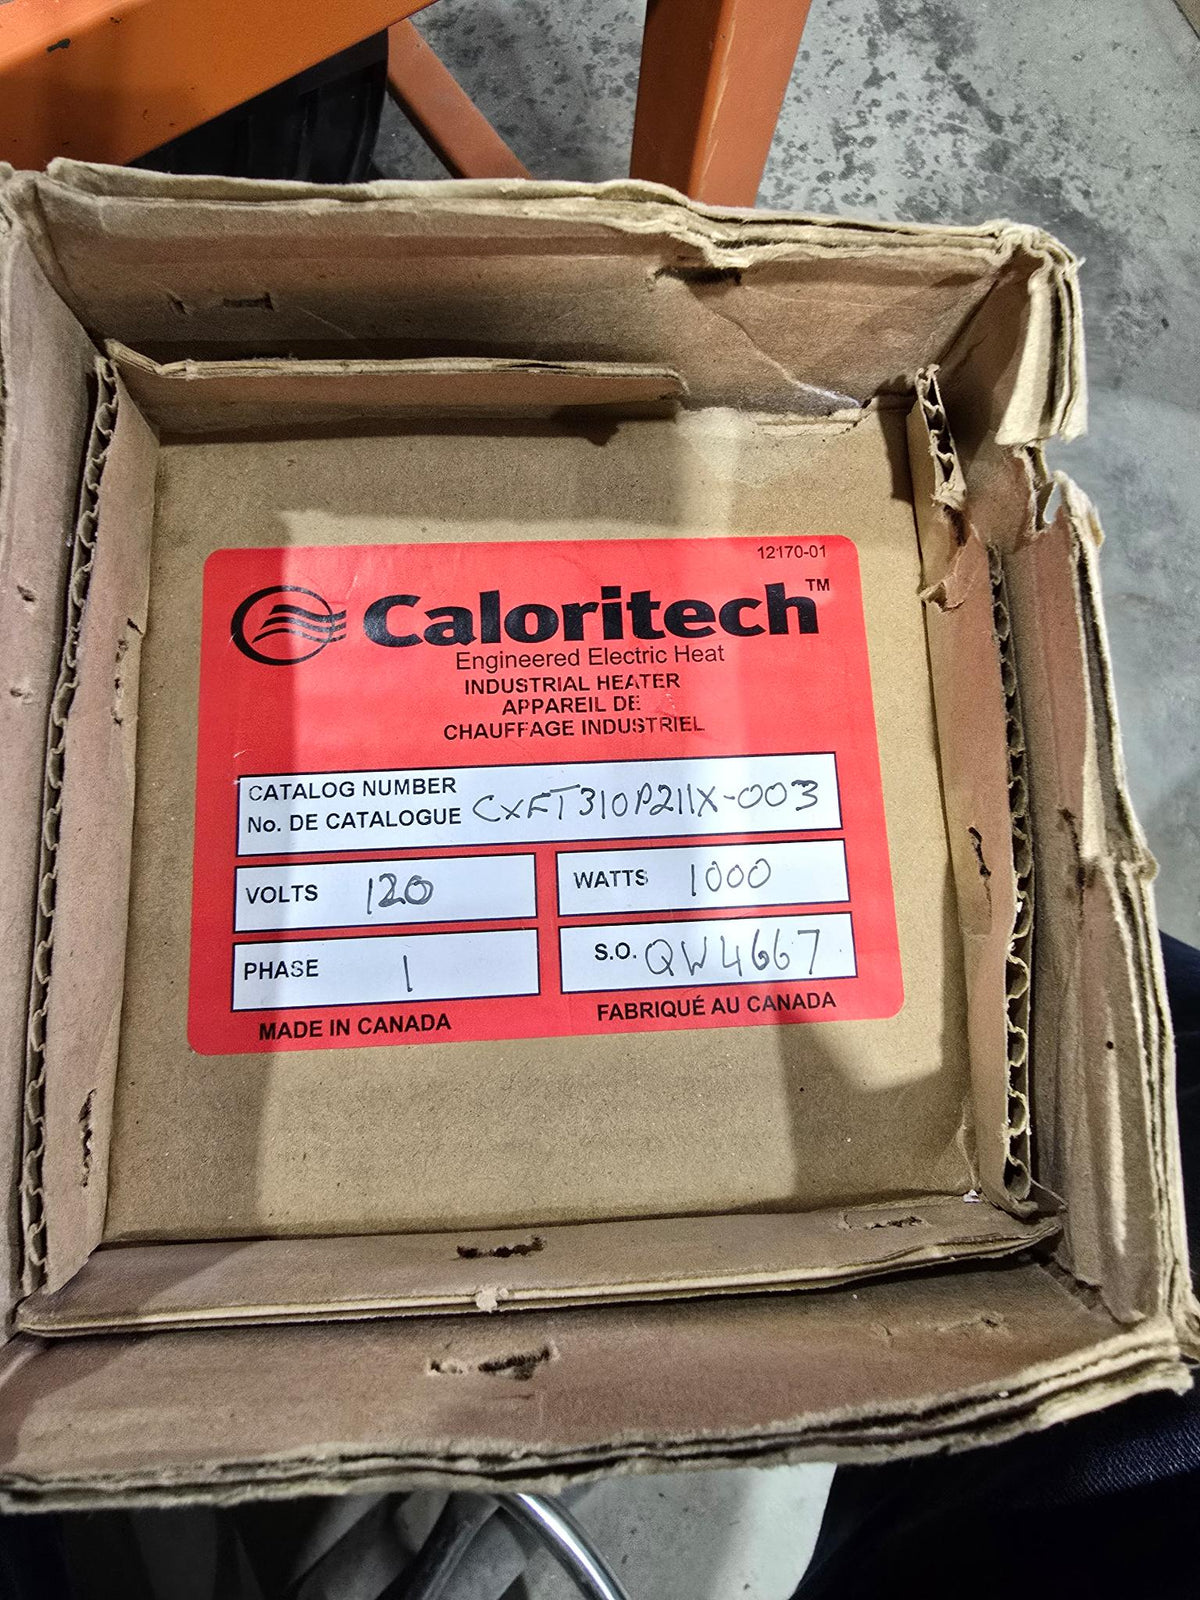 12170-01
Caloritech™
Engineered Electric Heat
INDUSTRIAL HEATER
APPAREIL DE
CHAUFFAGE INDUSTRIEL
CATALOG NUMBER
No. DE CATALOGUE CXFT310P211X-003
VOLTS 120
WATTS 1000
PHASE 1
S.O. QW4667
MADE IN CANADA
FABRIQUÉ AU CANADA